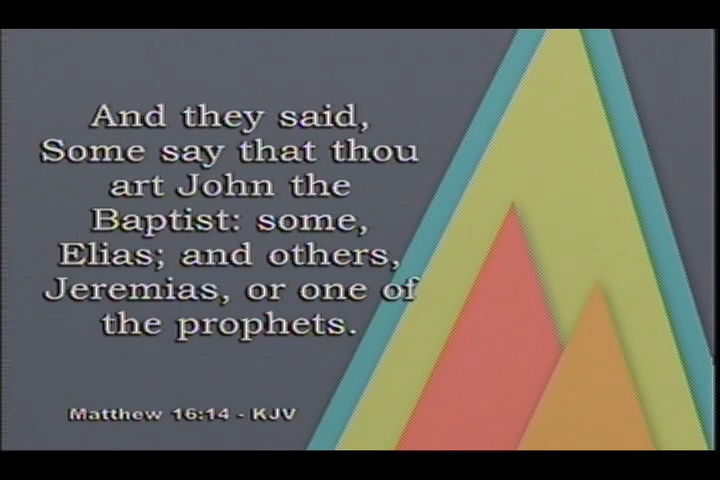 And they said,
Some say that thou
art John the
Baptist: some,
Elias; and others,
Jeremias, or one of
the prophets.
Matthew 16:14 - KJV